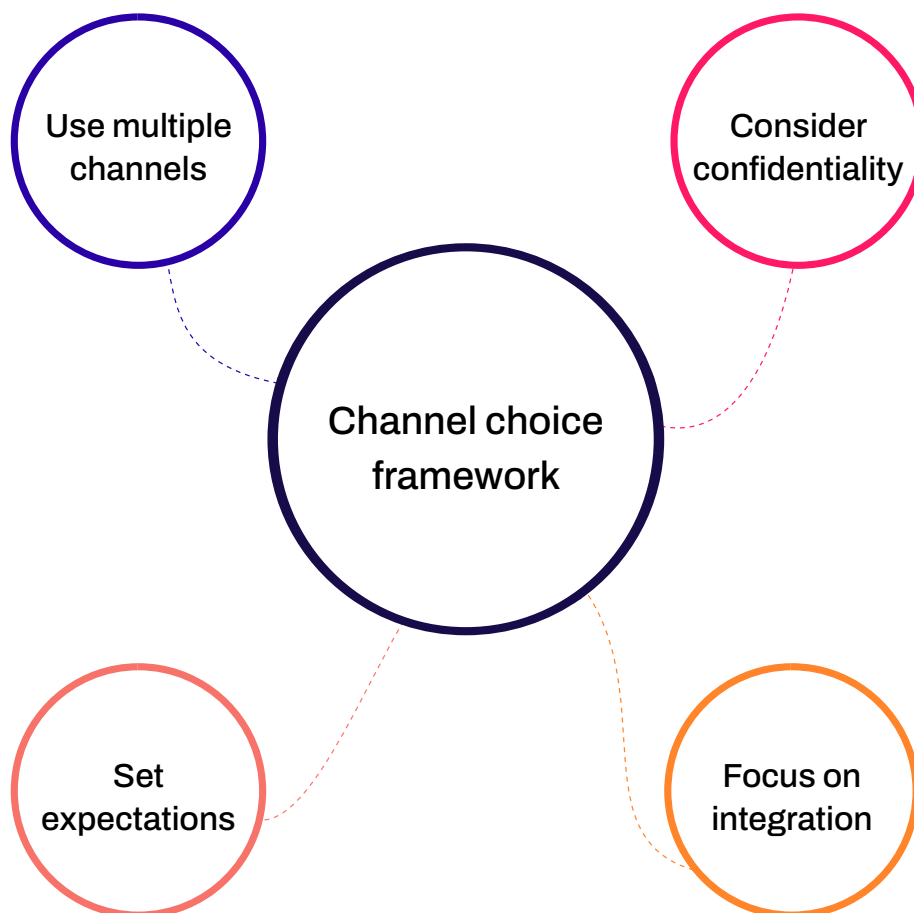 Use multiple
channels
Consider
confidentiality
Channel choice
framework
Set
expectations
Focus on
integration